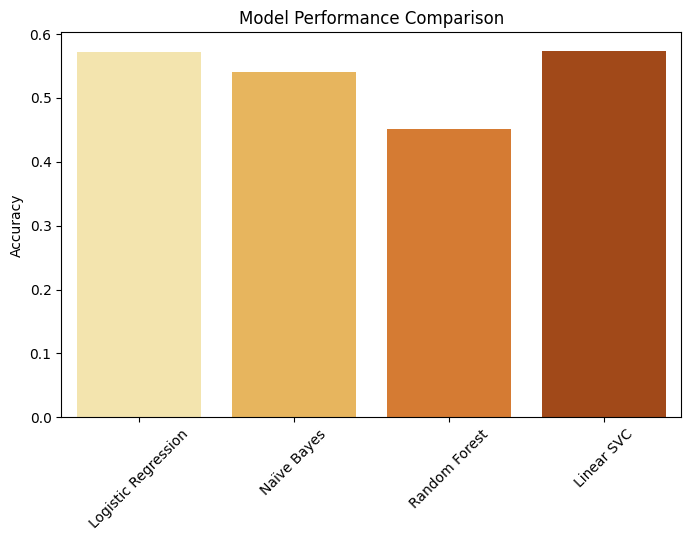 Model Performance Comparison
0.6
0.5
0.4
0.3
0.2
0.1
0.0
Accuracy
Logistic Regression
Naïve Bayes
Random Forest
Linear SVC